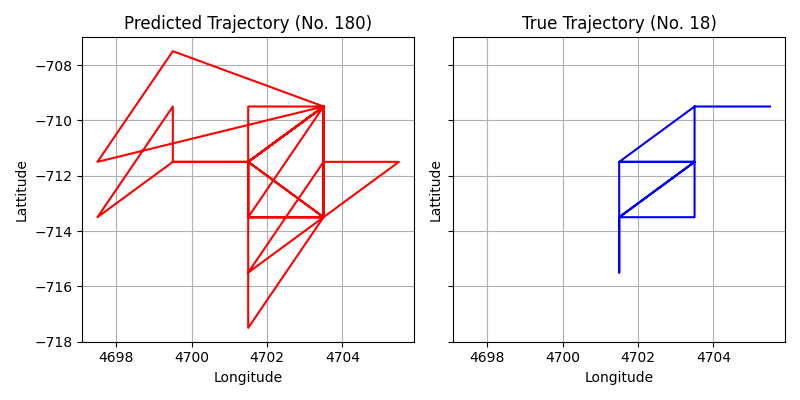 Predicted Trajectory (No. 180)
True Trajectory (No. 18)
Lattitude
−708
−710
−712
−714
−716
−718
4698
4700
4702
4704
Longitude
Lattitude
4698
4700
4702
4704
Longitude